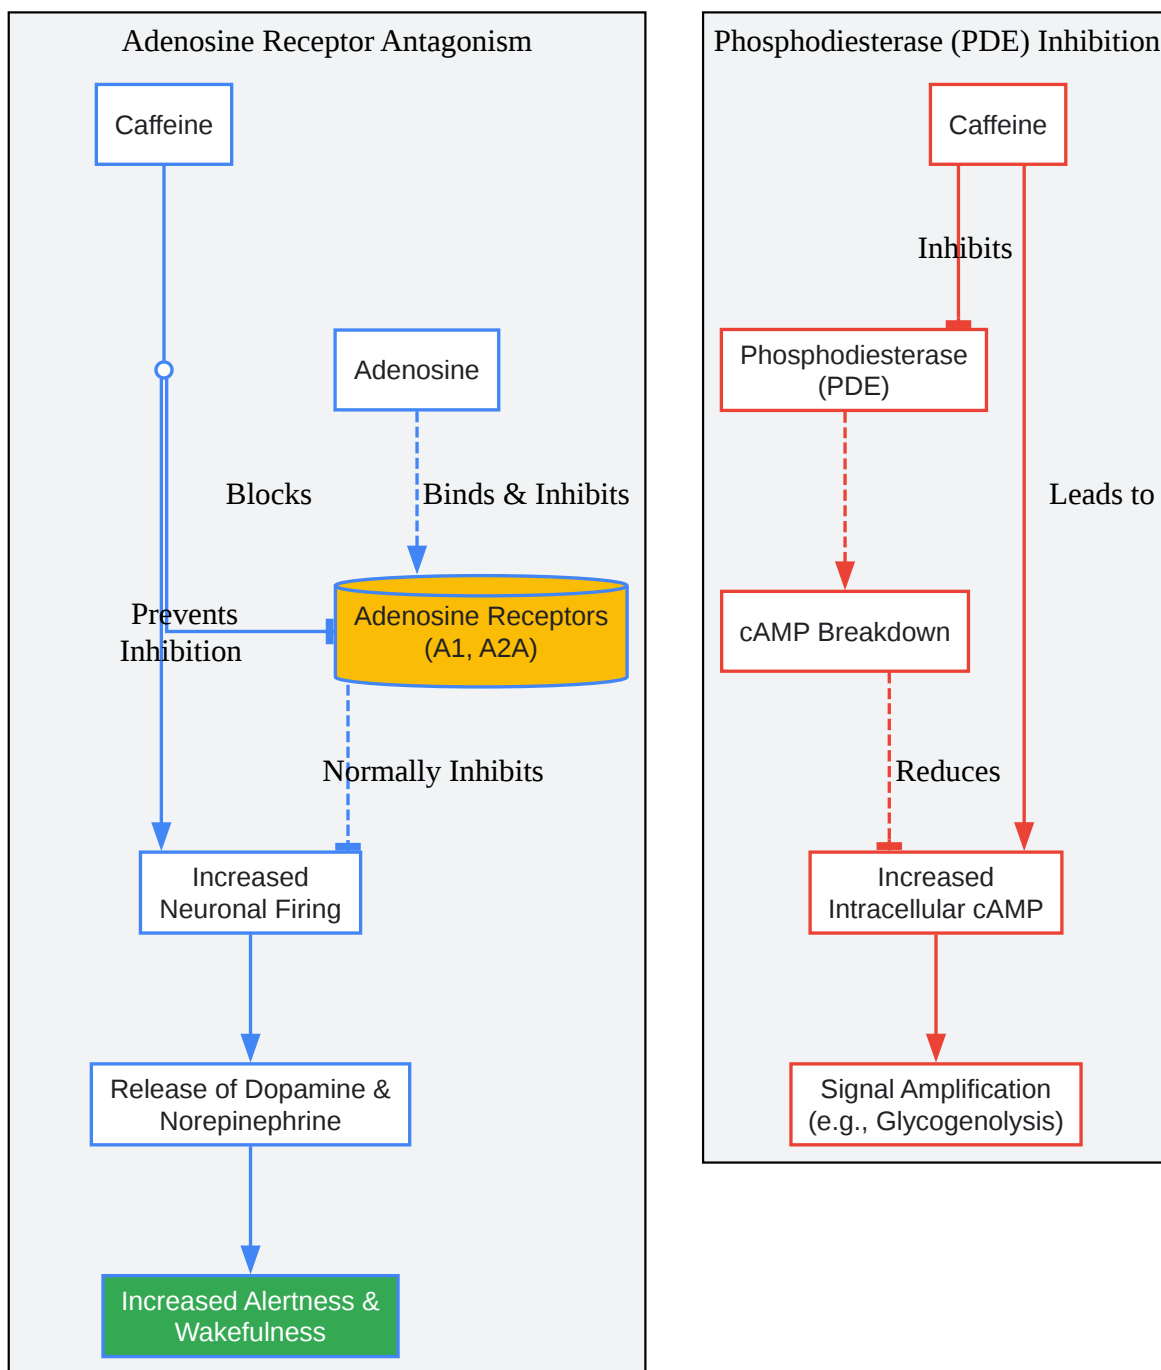 Adenosine Receptor Antagonism
Caffeine
Adenosine
Blocks
Binds & Inhibits
Prevents
Inhibition
Adenosine Receptors
(A1, A2A)
Normally Inhibits
Increased
Neuronal Firing
Release of Dopamine &
Norepinephrine
Increased Alertness &
Wakefulness
Phosphodiesterase (PDE) Inhibition
Caffeine
Inhibits
Phosphodiesterase
(PDE)
Leads to
cAMP Breakdown
Reduces
Increased
Intracellular cAMP
Signal Amplification
(e.g., Glycogenolysis)